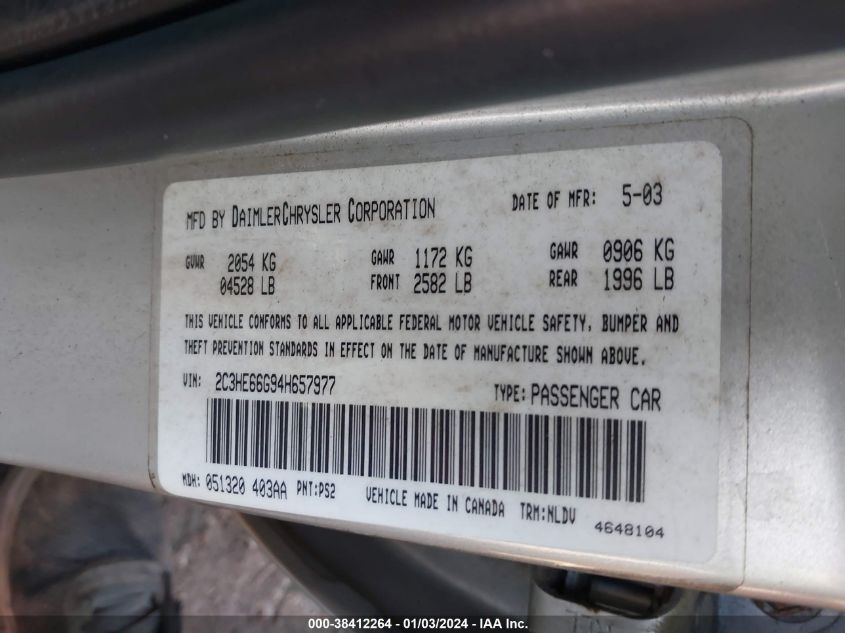 MFD BY DAIMLERCHRYSLER CORPORATION DATE OF MFR: 5-03
GVWR 2054 KG GAWR 1172 KG GAWR 0906 KG
04528 LB FRONT 2582 LB REAR 1996 LB
THIS VEHICLE CONFORMS TO ALL APPLICABLE FEDERAL MOTOR VEHICLE SAFETY, BUMPER AND
THEFT PREVENTION STANDARDS IN EFFECT ON THE DATE OF MANUFACTURE SHOWN ABOVE.
VIN: 2C3HE66G94H657977 TYPE: PASSENGER CAR
MDH: 051320 403AA PNT:PS2 VEHICLE MADE IN CANADA TRM:NLDV
4648104
000-38412264 - 01/03/2024 - IAA Inc.